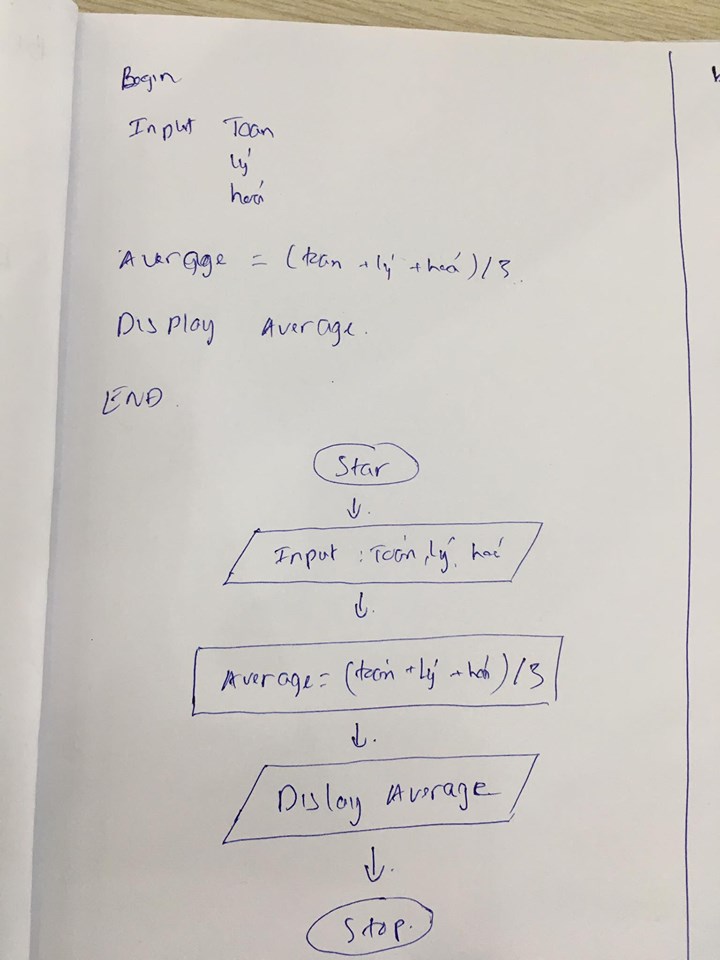 Begin
Input Toan
lý
hoá
Average = (toan + lý + hoá) / 3.
Display Average.
END.
Star
Input : Toán, lý, hoá
Average = (toán + lý + hoá) / 3
Dislay Average
Stop.